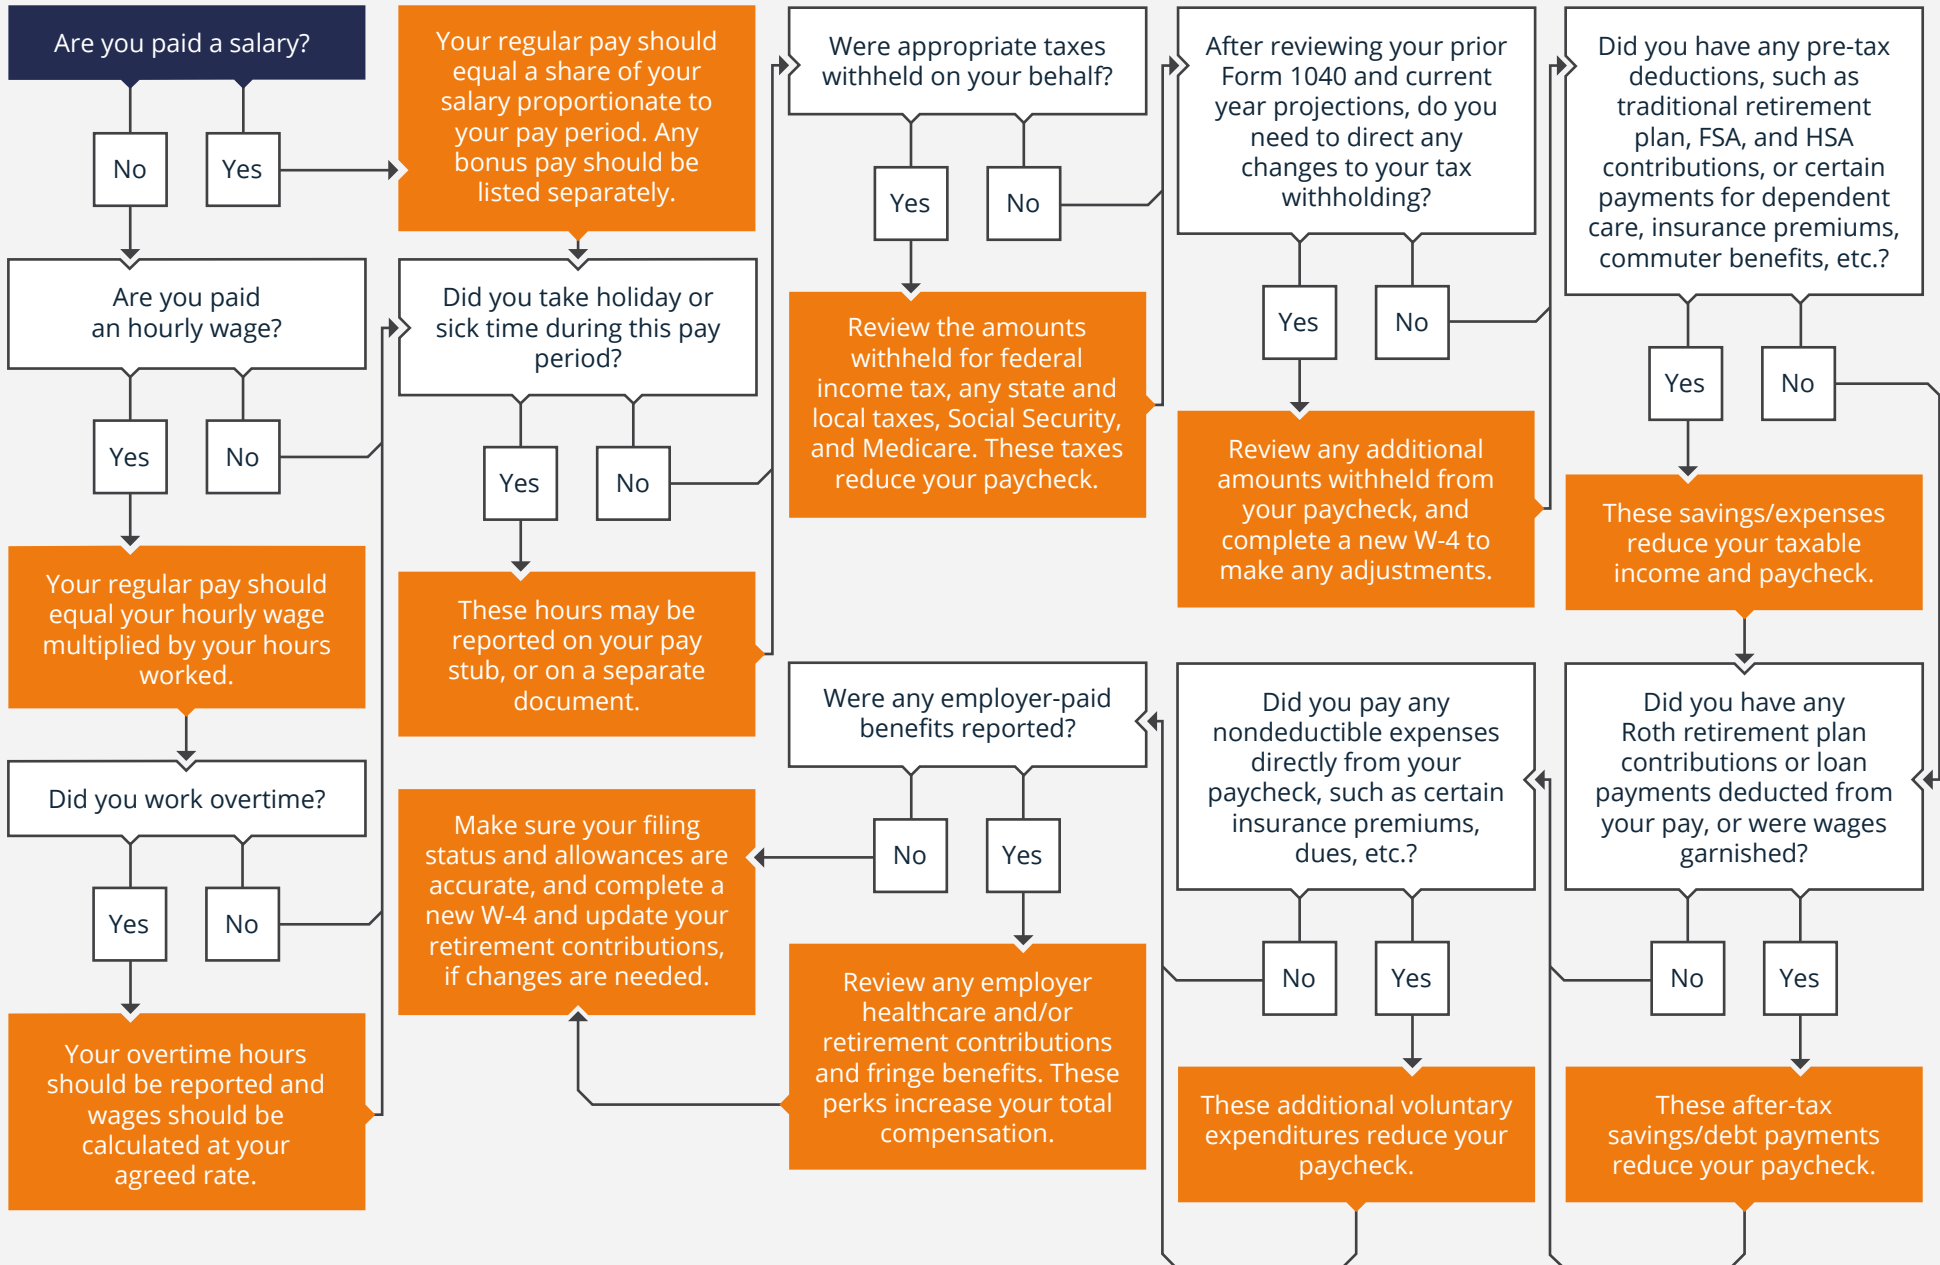 Are you paid a salary?
No
Yes
Your regular pay should
equal a share of your
salary proportionate to
your pay period. Any
bonus pay should be
listed separately.
Are you paid
an hourly wage?
Yes
No
Your regular pay should
equal your hourly wage
multiplied by your hours
worked.
Did you work overtime?
Yes
No
Your overtime hours
should be reported and
wages should be
calculated at your
agreed rate.
Did you take holiday or
sick time during this pay
period?
Yes
No
These hours may be
reported on your pay
stub, or on a separate
document.
Were appropriate taxes
withheld on your behalf?
Yes
No
Review the amounts
withheld for federal
income tax, any state and
local taxes, Social Security,
and Medicare. These taxes
reduce your paycheck.
After reviewing your prior
Form 1040 and current
year projections, do you
need to direct any
changes to your tax
withholding?
Yes
No
Review any additional
amounts withheld from
your paycheck, and
complete a new W-4 to
make any adjustments.
Did you have any pre-tax
deductions, such as
traditional retirement
plan, FSA, and HSA
contributions, or certain
payments for dependent
care, insurance premiums,
commuter benefits, etc.?
Yes
No
These savings/expenses
reduce your taxable
income and paycheck.
Did you have any
Roth retirement plan
contributions or loan
payments deducted from
your pay, or were wages
garnished?
No
Yes
These after-tax
savings/debt payments
reduce your paycheck.
Did you pay any
nondeductible expenses
directly from your
paycheck, such as certain
insurance premiums,
dues, etc.?
No
Yes
These additional voluntary
expenditures reduce your
paycheck.
Were any employer-paid
benefits reported?
No
Yes
Review any employer
healthcare and/or
retirement contributions
and fringe benefits. These
perks increase your total
compensation.
Make sure your filing
status and allowances are
accurate, and complete a
new W-4 and update your
retirement contributions,
if changes are needed.